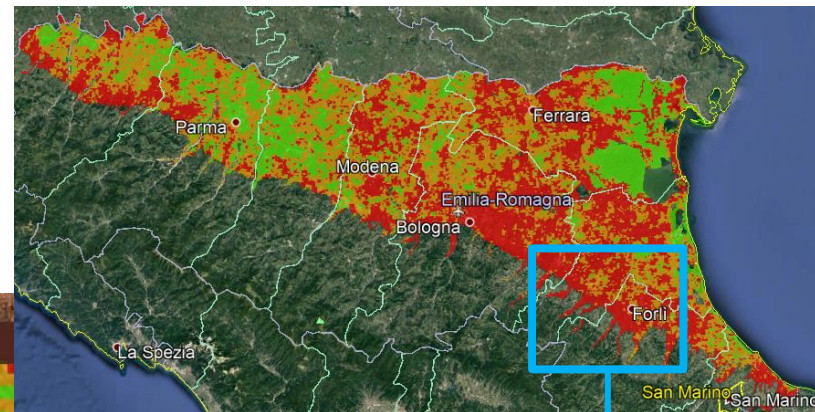 Ferrara
Parma
Modena
Emilia-Romagna
Bologna
Forlì
La Spezia
San Marino
San Marino